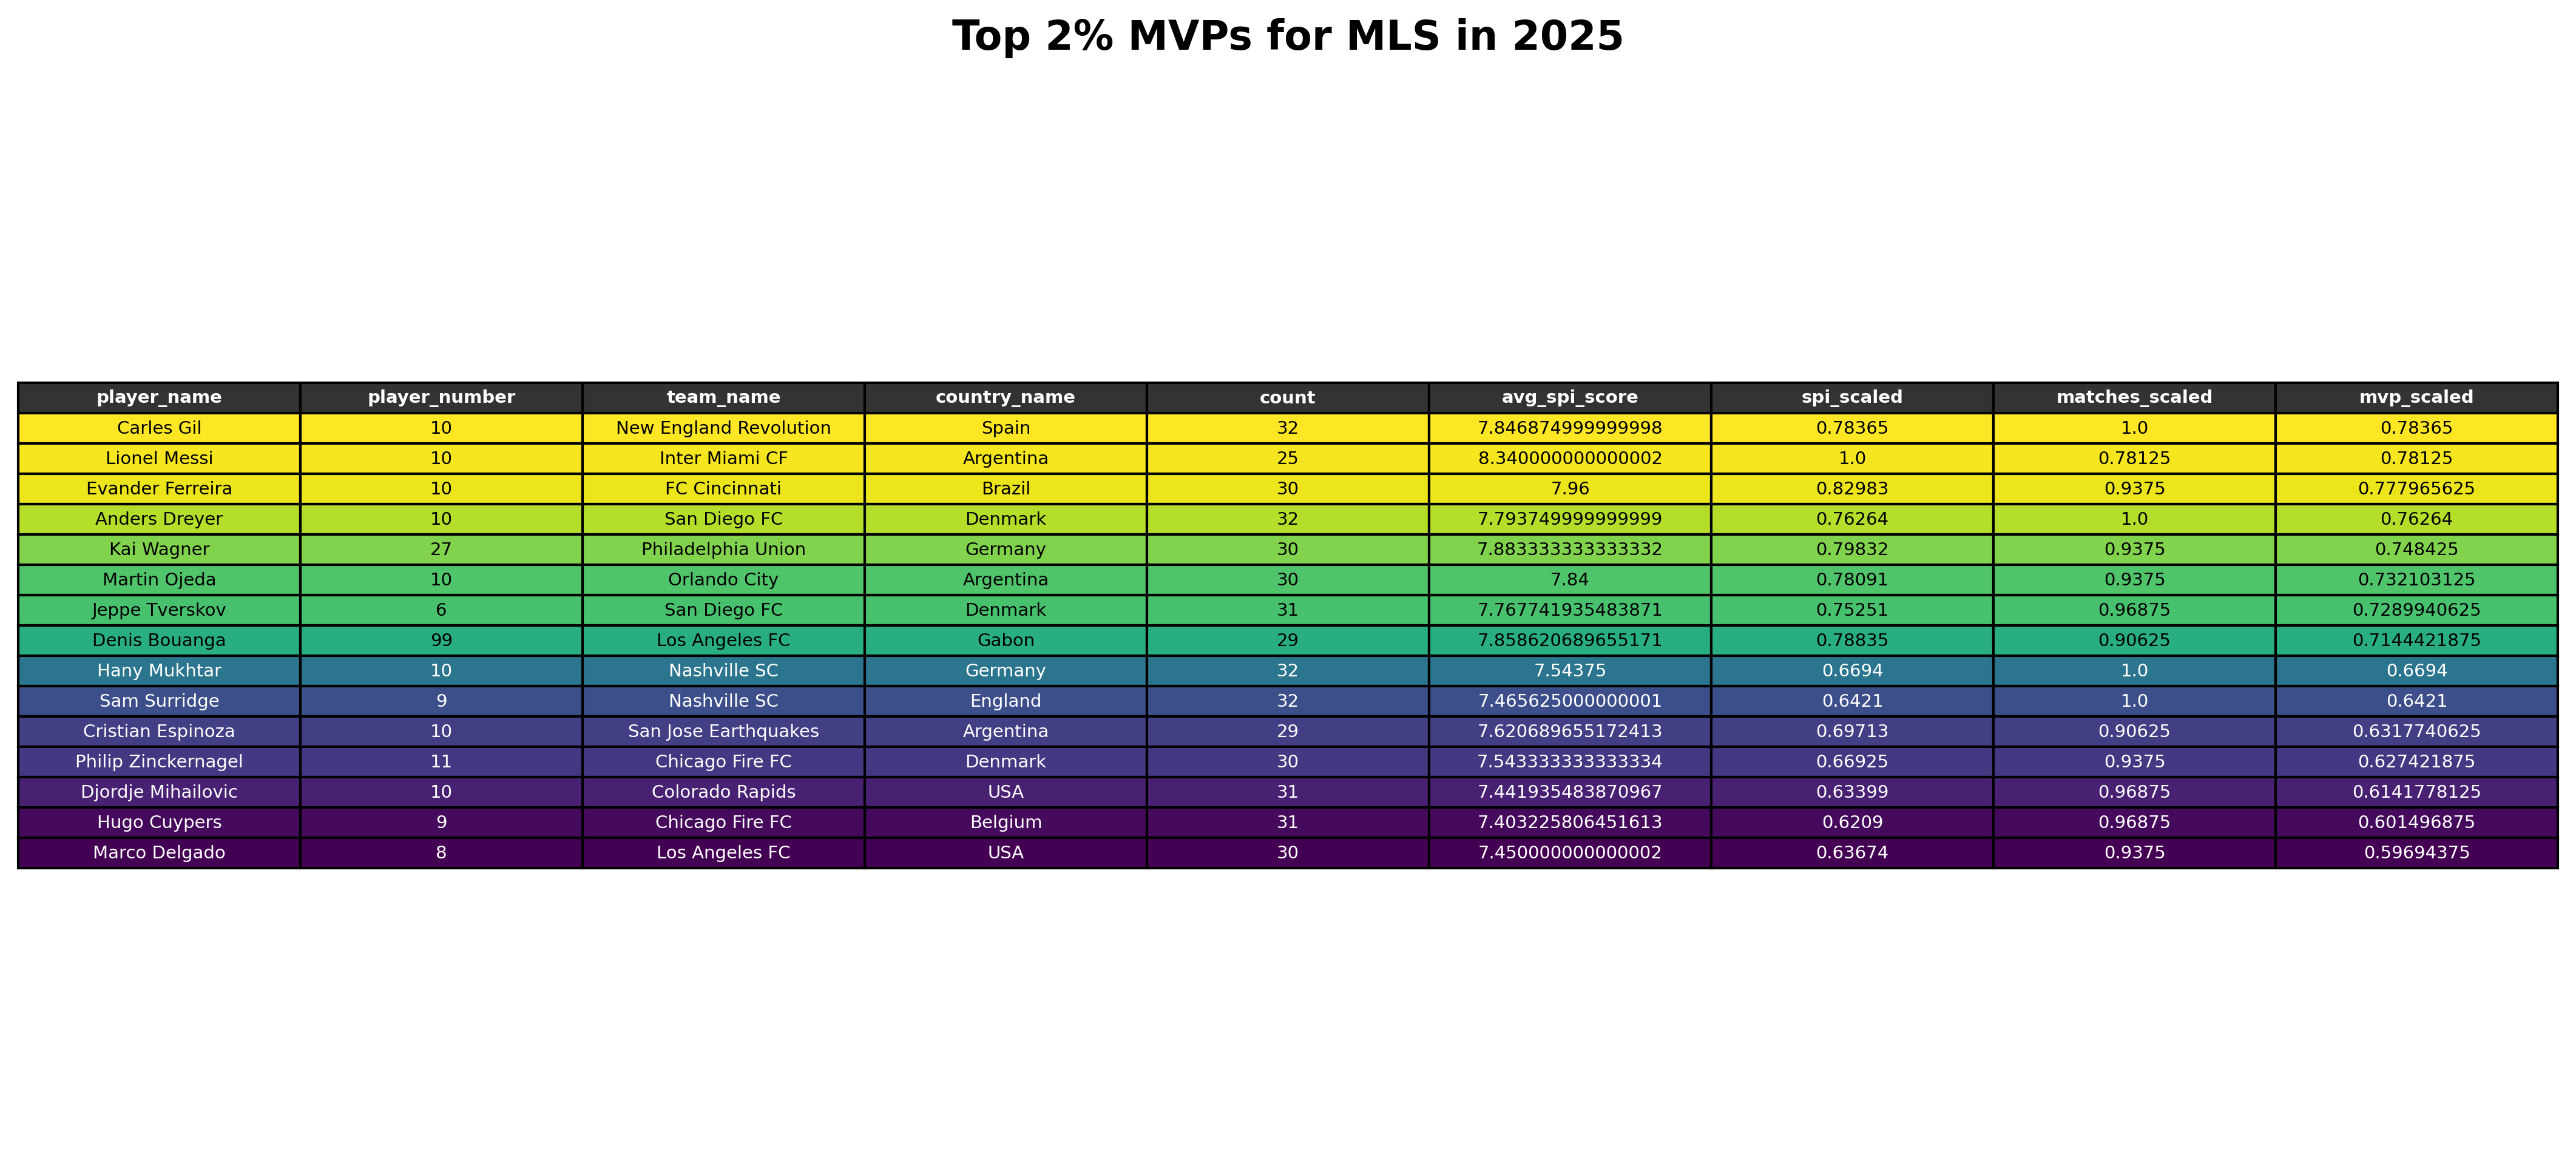 Top 2% MVPs for MLS in 2025
player_name player_number team_name country_name count avg_spi_score spi_scaled matches_scaled mvp_scaled
Carles Gil 10 New England Revolution Spain 32 7.846874999999998 0.78365 1.0 0.78365
Lionel Messi 10 Inter Miami CF Argentina 25 8.340000000000002 1.0 0.78125 0.78125
Evander Ferreira 10 FC Cincinnati Brazil 30 7.96 0.82983 0.9375 0.777965625
Anders Dreyer 10 San Diego FC Denmark 32 7.793749999999999 0.76264 1.0 0.76264
Kai Wagner 27 Philadelphia Union Germany 30 7.883333333333332 0.79832 0.9375 0.748425
Martin Ojeda 10 Orlando City Argentina 30 7.84 0.78091 0.9375 0.732103125
Jeppe Tverskov 6 San Diego FC Denmark 31 7.767741935483871 0.75251 0.96875 0.7289940625
Denis Bouanga 99 Los Angeles FC Gabon 29 7.858620689655171 0.78835 0.90625 0.7144421875
Hany Mukhtar 10 Nashville SC Germany 32 7.54375 0.6694 1.0 0.6694
Sam Surridge 9 Nashville SC England 32 7.465625000000001 0.6421 1.0 0.6421
Cristian Espinoza 10 San Jose Earthquakes Argentina 29 7.620689655172413 0.69713 0.90625 0.6317740625
Philip Zinckernagel 11 Chicago Fire FC Denmark 30 7.543333333333334 0.66925 0.9375 0.627421875
Djordje Mihailovic 10 Colorado Rapids USA 31 7.441935483870967 0.63399 0.96875 0.6141778125
Hugo Cuypers 9 Chicago Fire FC Belgium 31 7.403225806451613 0.6209 0.96875 0.601496875
Marco Delgado 8 Los Angeles FC USA 30 7.450000000000002 0.63674 0.9375 0.59694375